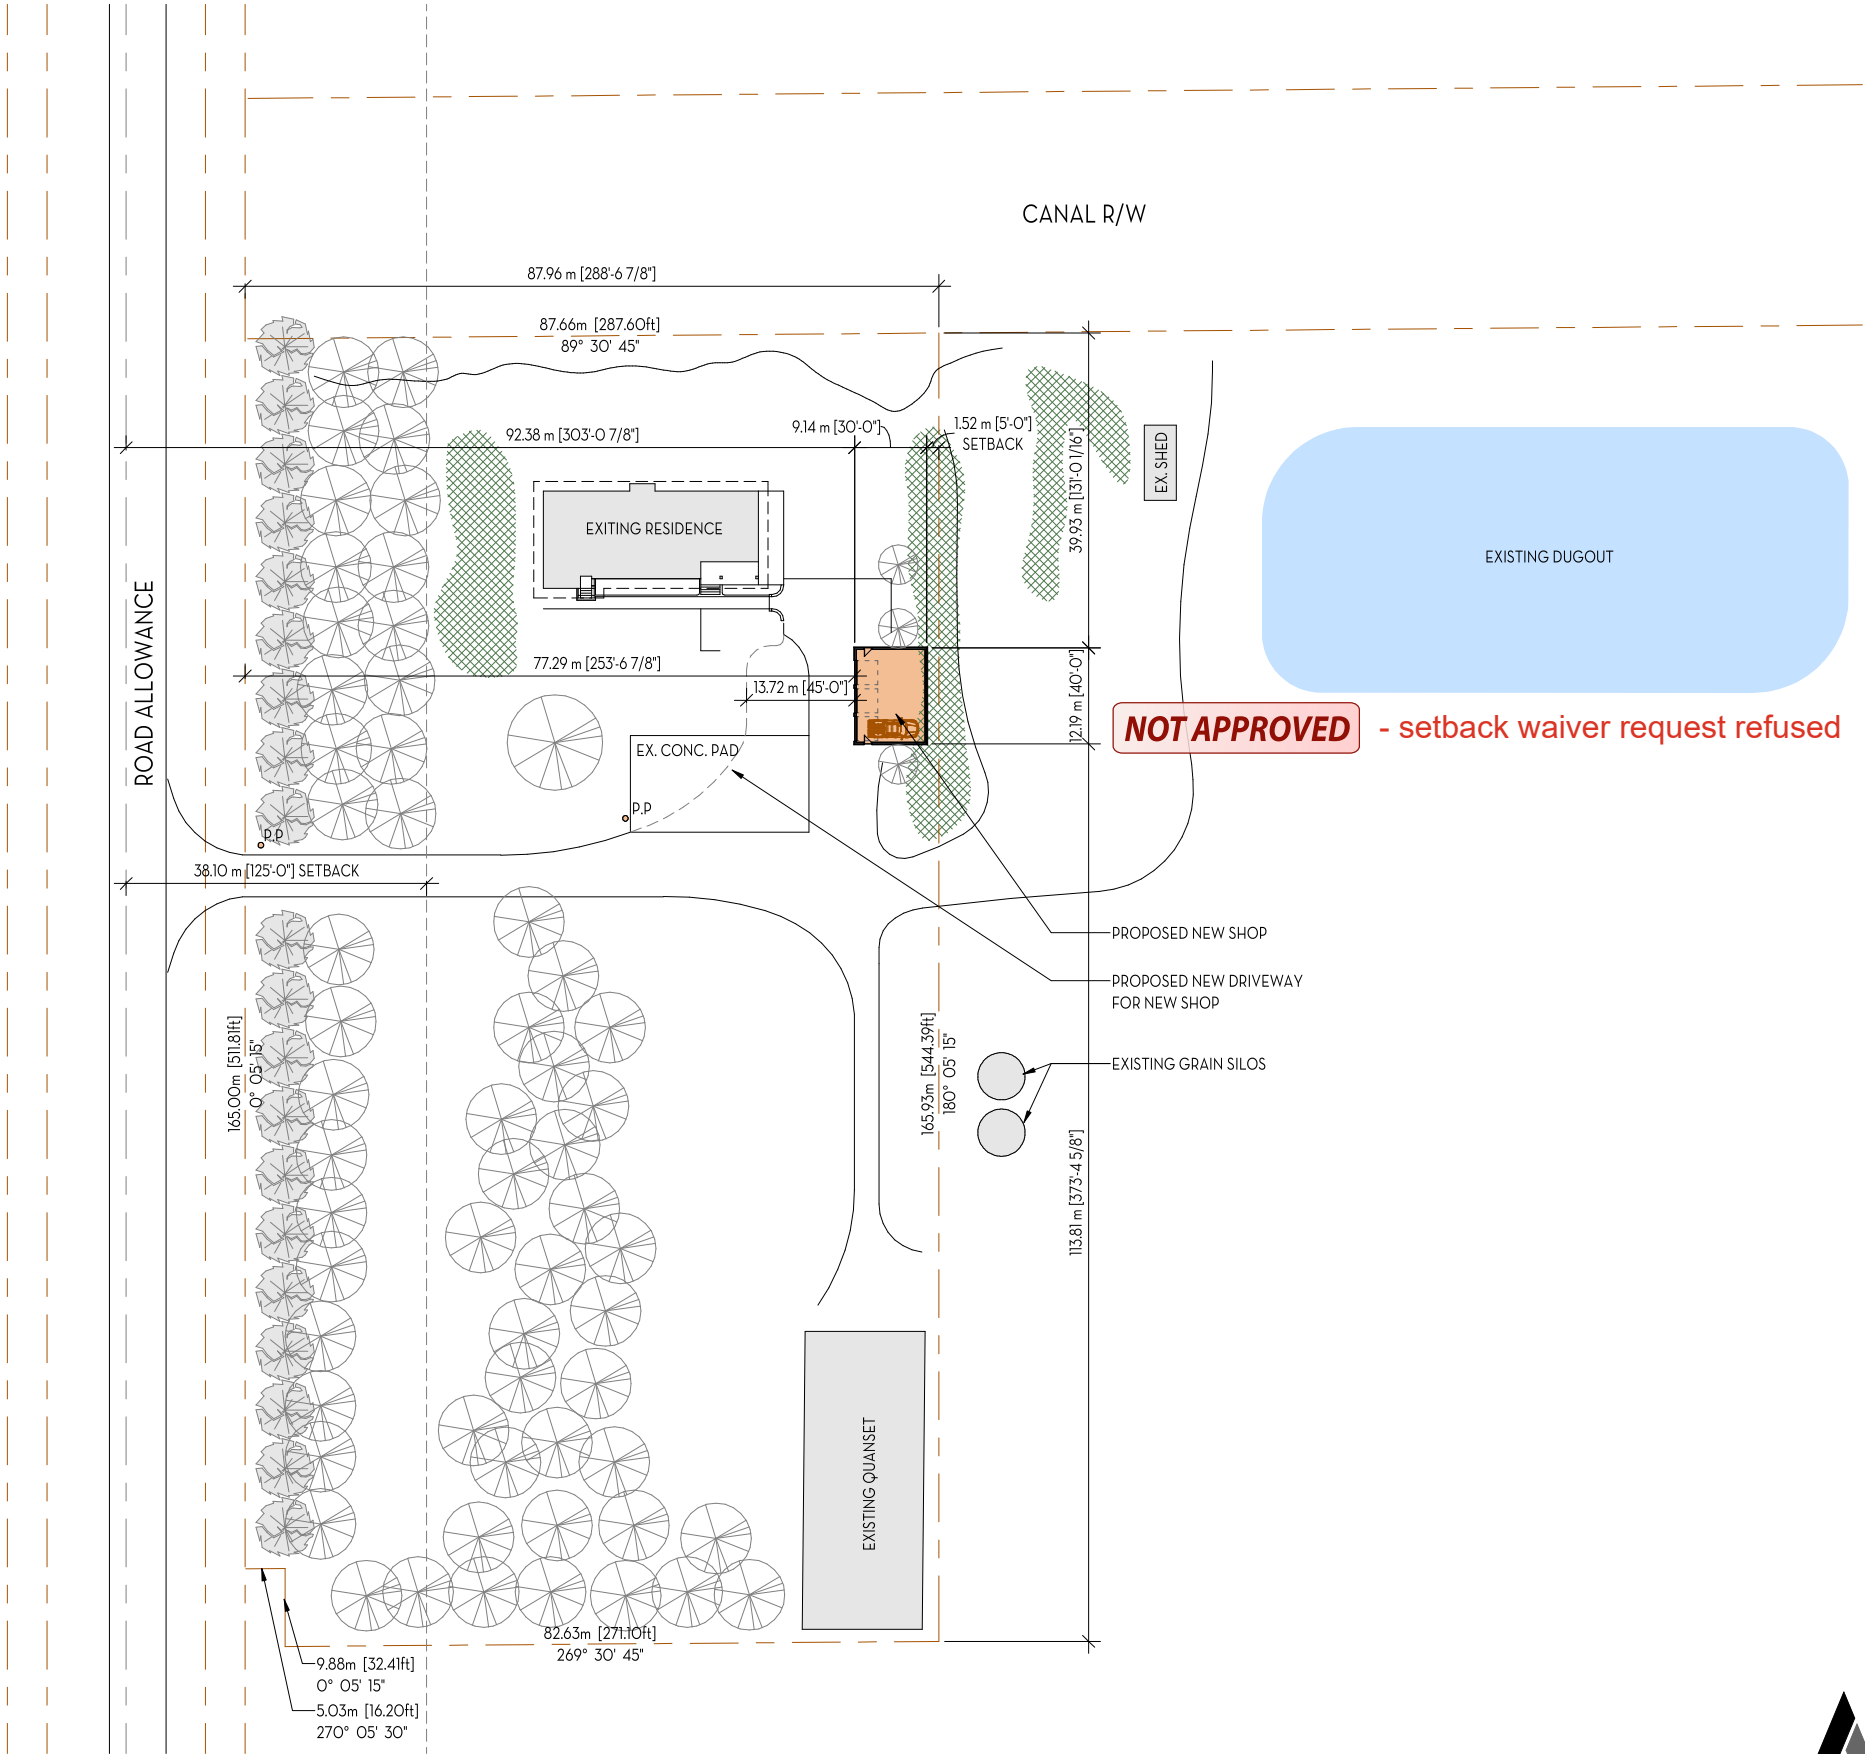 CANAL R/W
87.96 m [288'-6 7/8"]
87.66m [287.60ft]
89° 30' 45"
92.38 m [303'-0 7/8"]
9.14 m [30'-0"]
1.52 m [5'-0"]
SETBACK
39.93 m [131'-0 1/16"]
EX. SHED
EXITING RESIDENCE
EXISTING DUGOUT
ROAD ALLOWANCE
77.29 m [253'-6 7/8"]
13.72 m [45'-0"]
12.19 m [40'-0"]
NOT APPROVED - setback waiver request refused
EX. CONC. PAD
P.P
P.P
38.10 m [125'-0"] SETBACK
PROPOSED NEW SHOP
PROPOSED NEW DRIVEWAY
FOR NEW SHOP
EXISTING GRAIN SILOS
165.00m [511.81ft]
0° 05' 15"
165.93m [544.39ft]
180° 05' 15"
113.81 m [373'-4 5/8"]
EXISTING QUANSET
82.63m [271.10ft]
269° 30' 45"
9.88m [32.41ft]
0° 05' 15"
5.03m [16.20ft]
270° 05' 30"